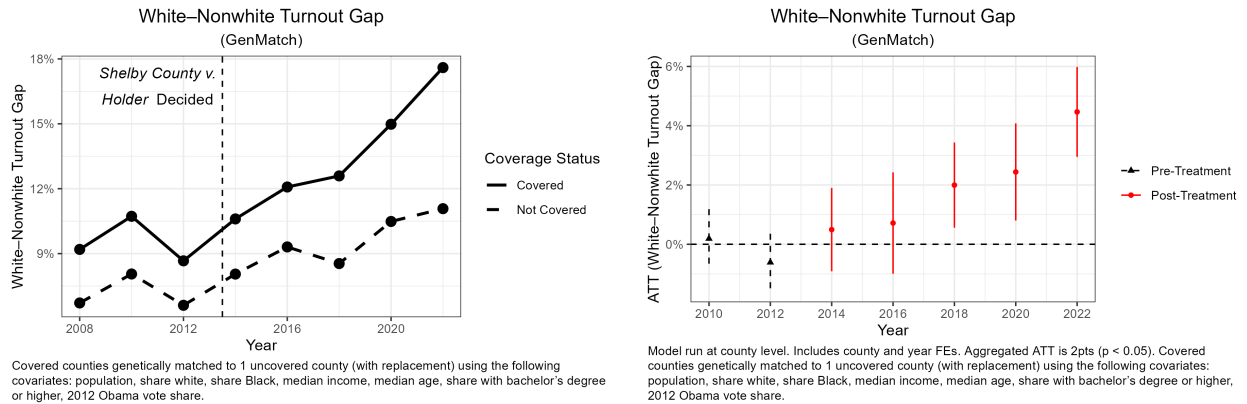 White–Nonwhite Turnout Gap
(GenMatch)
White–Nonwhite Turnout Gap
18%
15%
12%
9%
Shelby County v.
Holder Decided
2008
2012
2016
2020
Year
Coverage Status
Covered
Not Covered
Covered counties genetically matched to 1 uncovered county (with replacement) using the following
covariates: population, share white, share Black, median income, median age, share with bachelor's degree
or higher, 2012 Obama vote share.
White–Nonwhite Turnout Gap
(GenMatch)
ATT (White–Nonwhite Turnout Gap)
6%
4%
2%
0%
2010
2012
2014
2016
2018
2020
2022
Year
Pre-Treatment
Post-Treatment
Model run at county level. Includes county and year FEs. Aggregated ATT is 2pts (p < 0.05). Covered
counties genetically matched to 1 uncovered county (with replacement) using the following covariates:
population, share white, share Black, median income, median age, share with bachelor's degree or higher,
2012 Obama vote share.